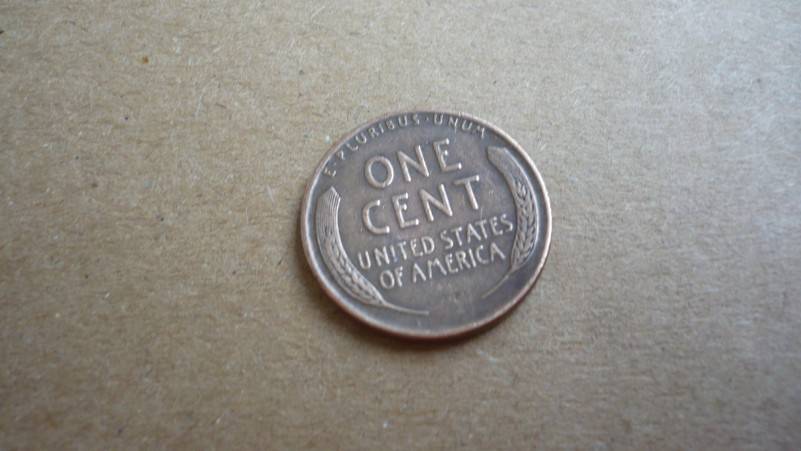 E·PLURIBUS·UNUM
ONE
CENT
UNITED STATES
OF AMERICA